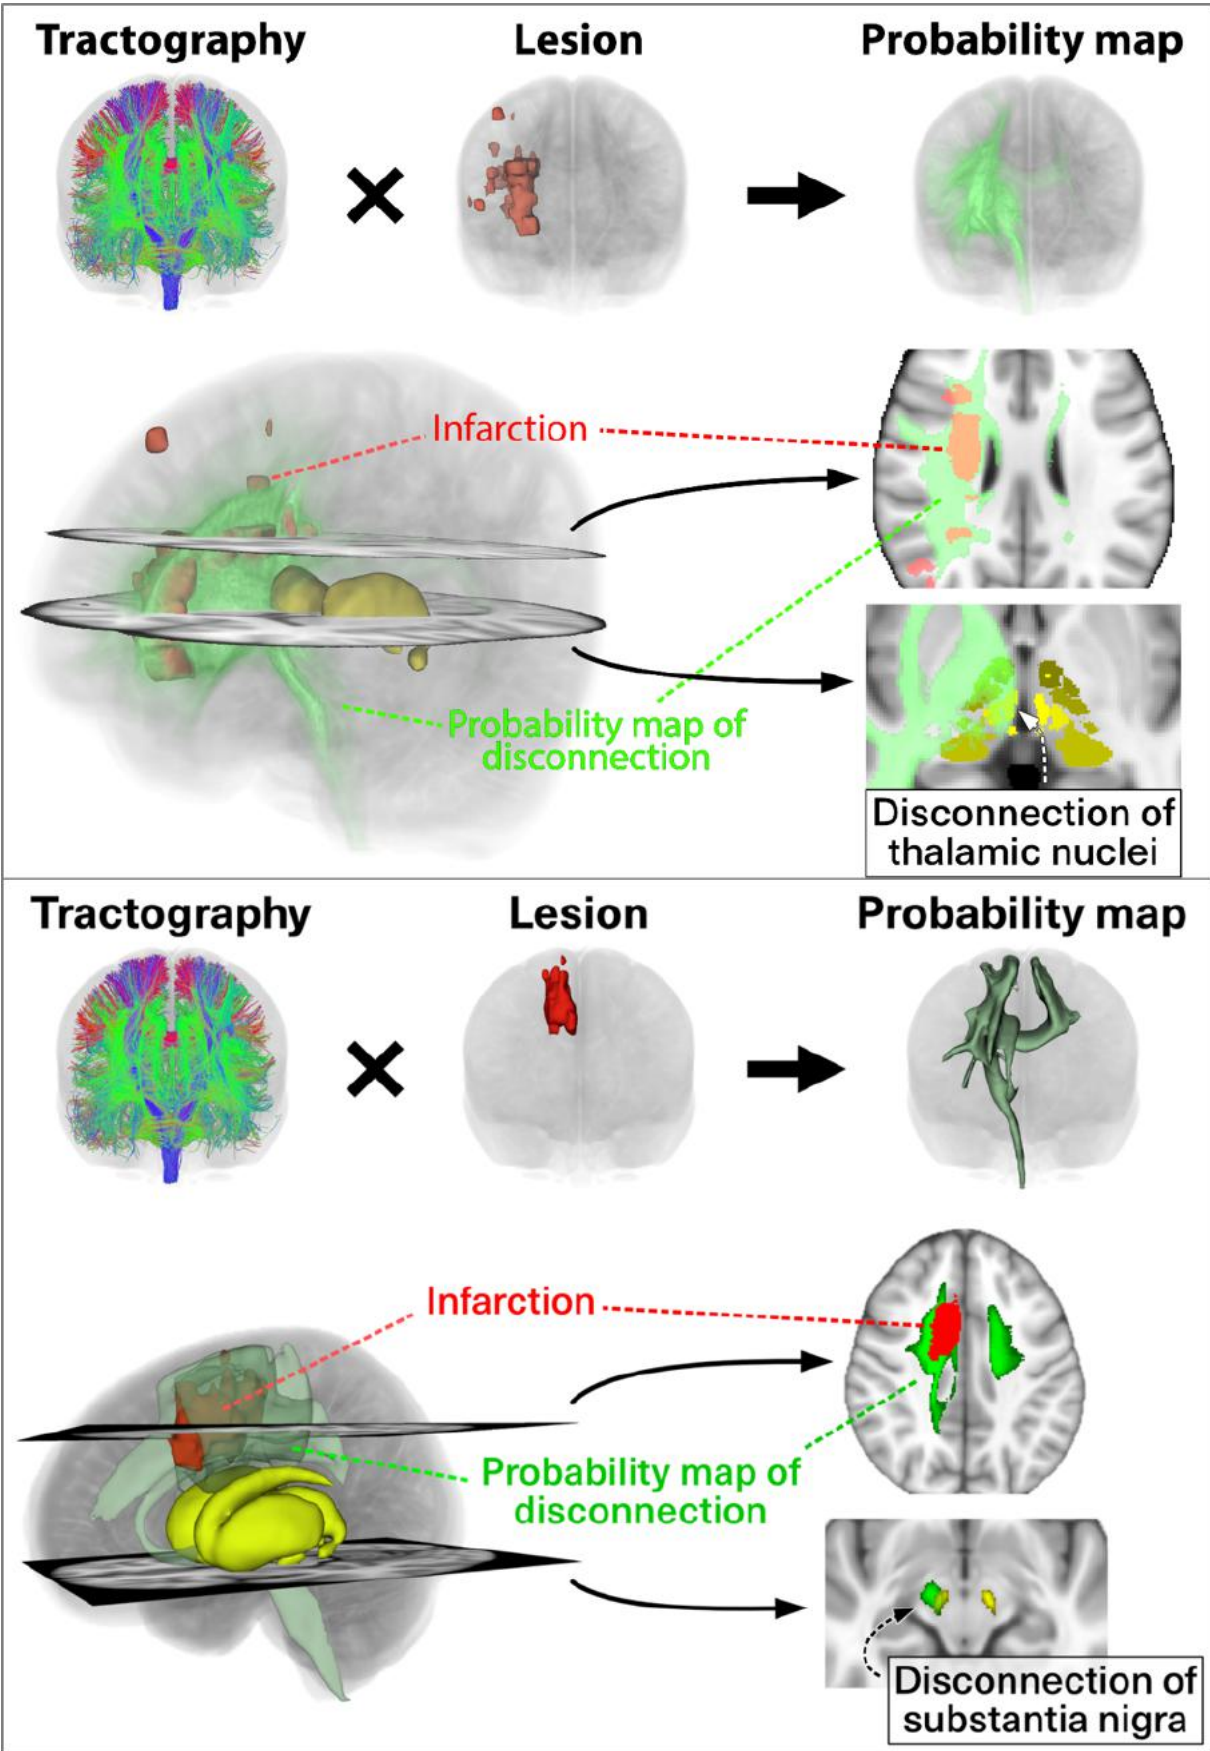 Tractography
Lesion
Probability map
Infarction
Probability map of
disconnection
Disconnection of
thalamic nuclei
Tractography
Lesion
Probability map
Infarction
Probability map of
disconnection
Disconnection of
substantia nigra